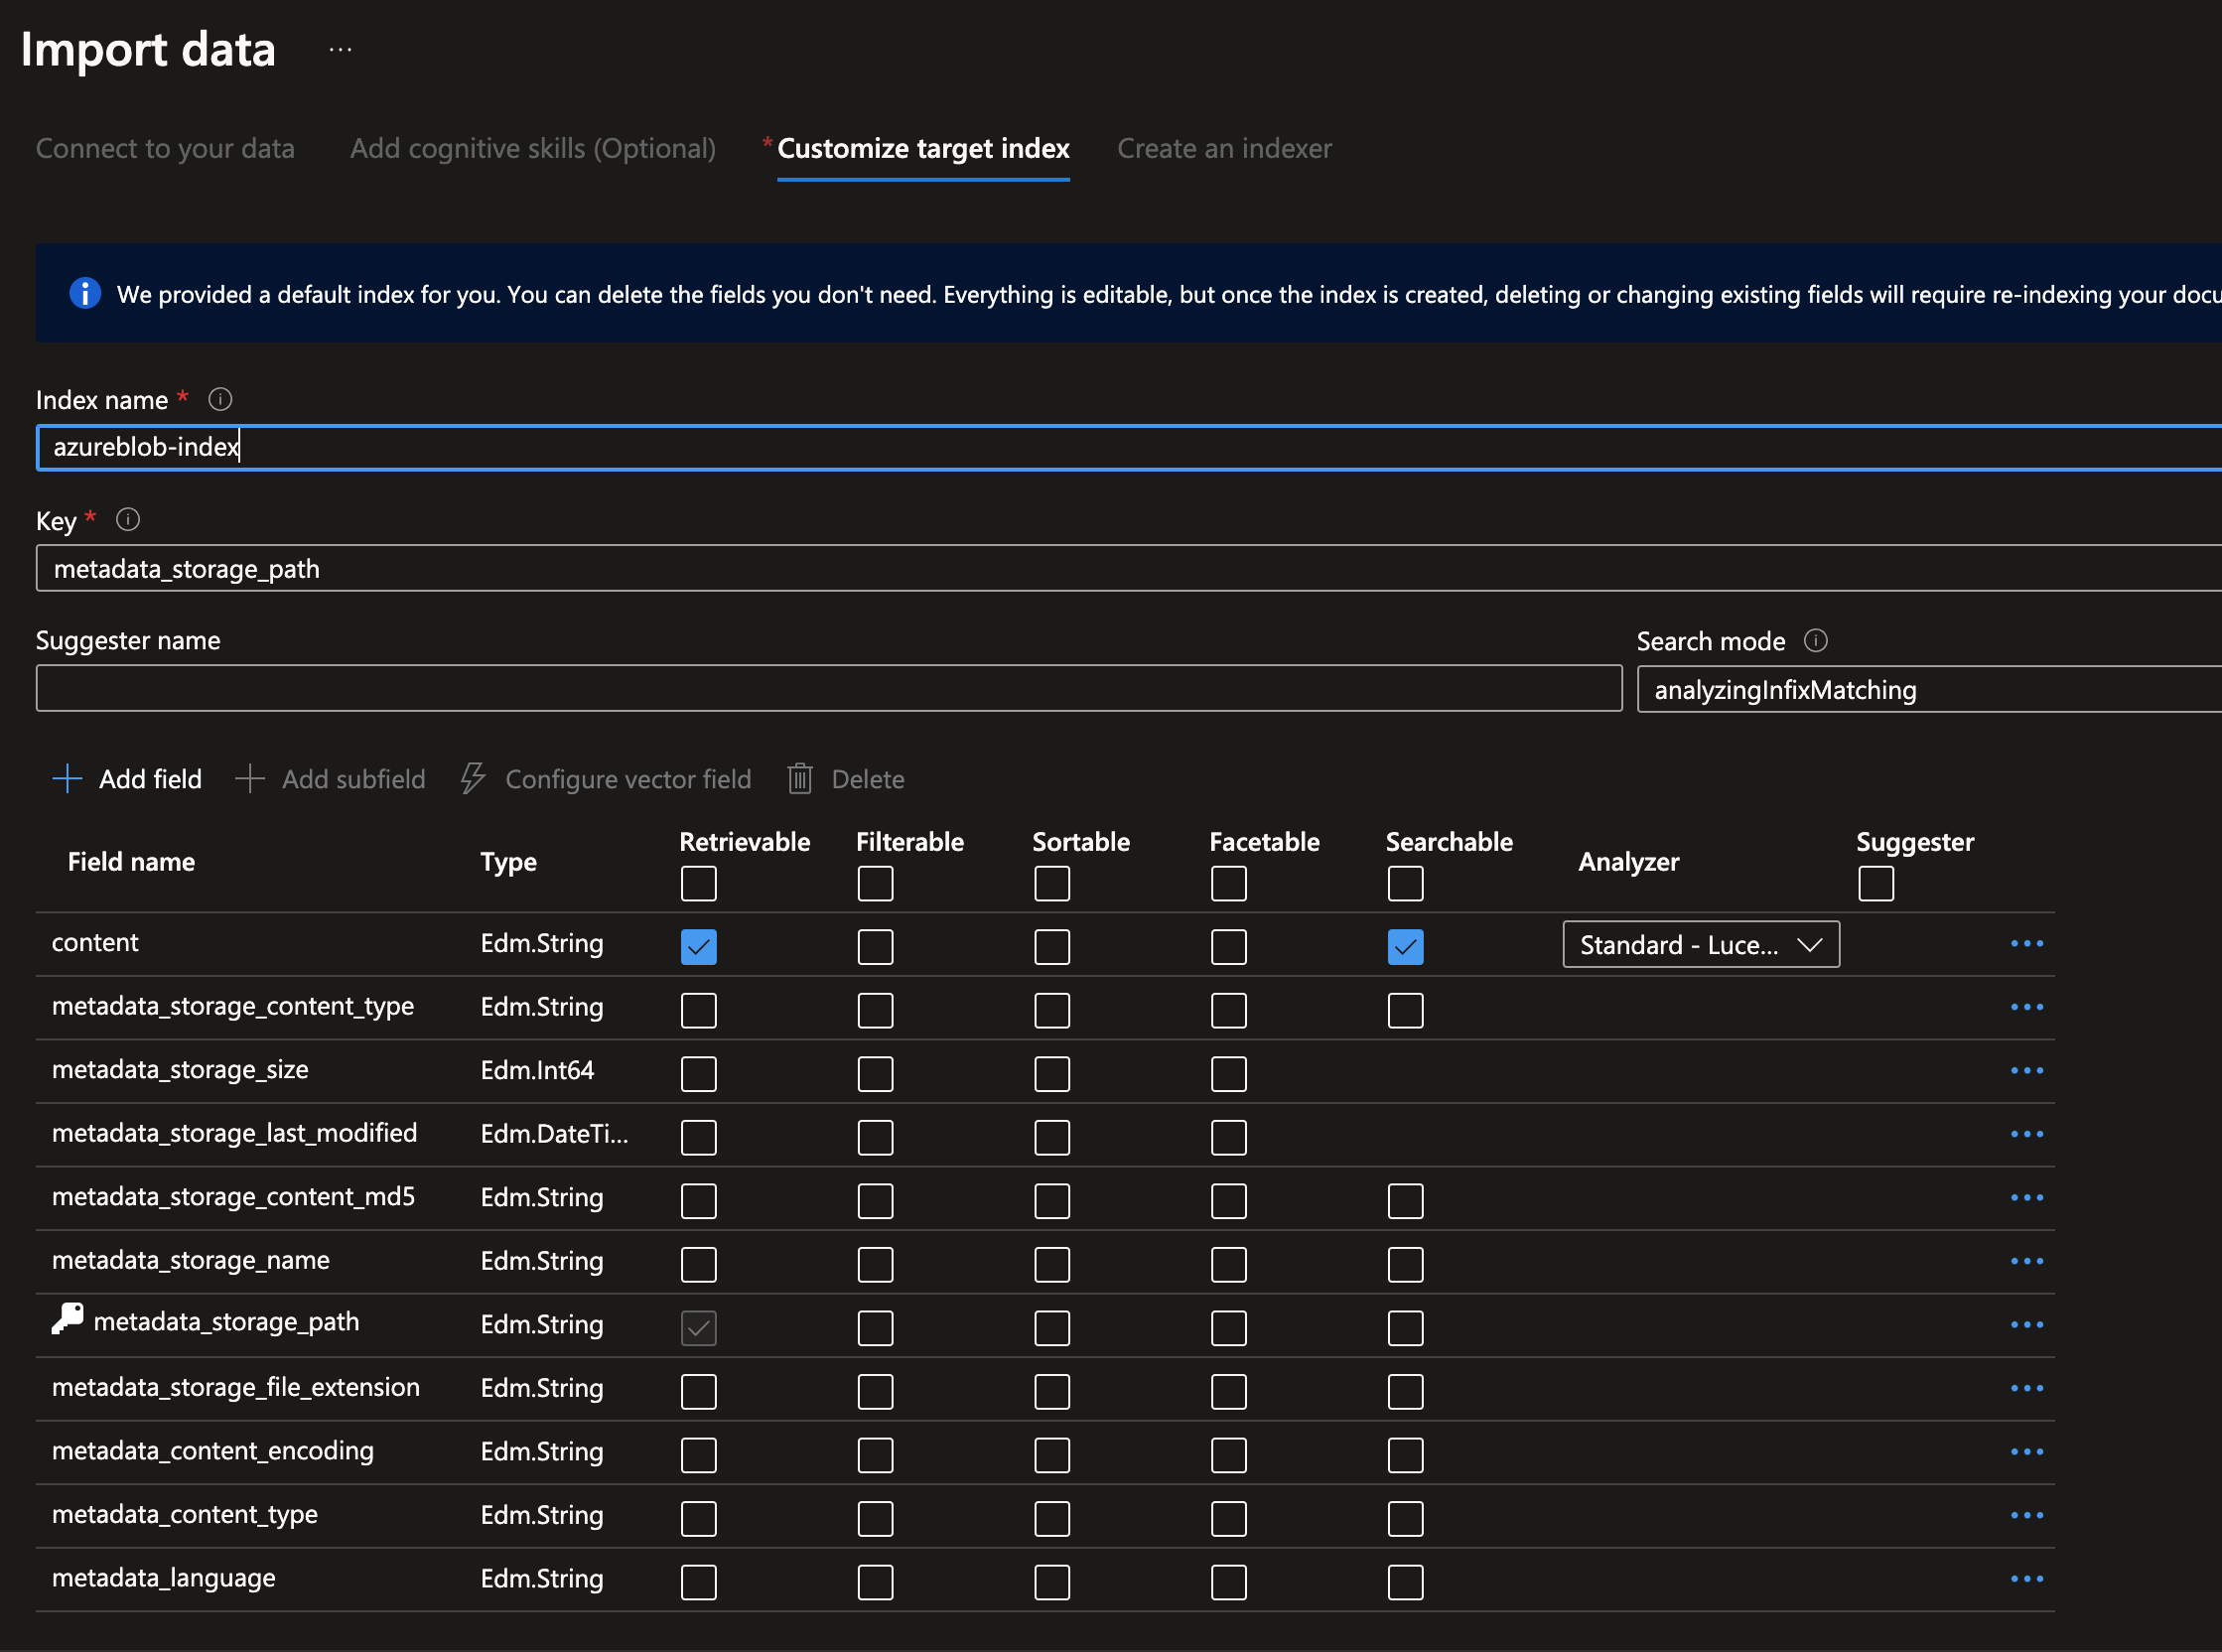 Import data ...
Connect to your data Add cognitive skills (Optional) * Customize target index Create an indexer
We provided a default index for you. You can delete the fields you don't need. Everything is editable, but once the index is created, deleting or changing existing fields will require re-indexing your docu
Index name *
azureblob-index
Key *
metadata_storage_path
Suggester name Search mode
analyzingInfixMatching
Add field Add subfield Configure vector field Delete
Field name Type Retrievable Filterable Sortable Facetable Searchable Analyzer Suggester
content Edm.String Standard - Luce...
metadata_storage_content_type Edm.String
metadata_storage_size Edm.Int64
metadata_storage_last_modified Edm.DateTi...
metadata_storage_content_md5 Edm.String
metadata_storage_name Edm.String
metadata_storage_path Edm.String
metadata_storage_file_extension Edm.String
metadata_content_encoding Edm.String
metadata_content_type Edm.String
metadata_language Edm.String